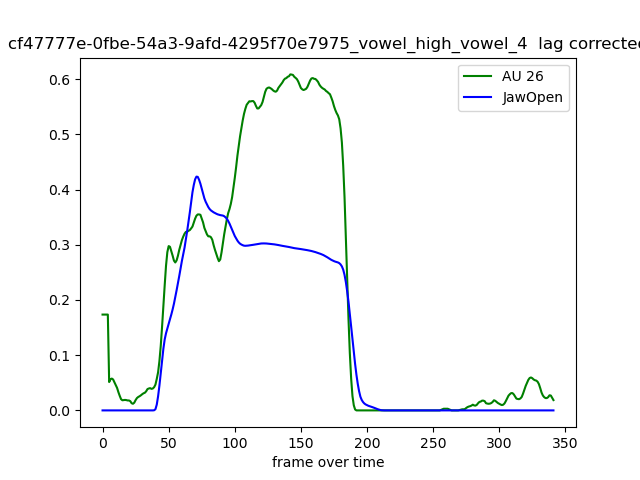 cf47777e-0fbe-54a3-9afd-4295f70e7975_vowel_high_vowel_4 lag corrected
AU 26
JawOpen
0.6
0.5
0.4
0.3
0.2
0.1
0.0
0 50 100 150 200 250 300 350
frame over time